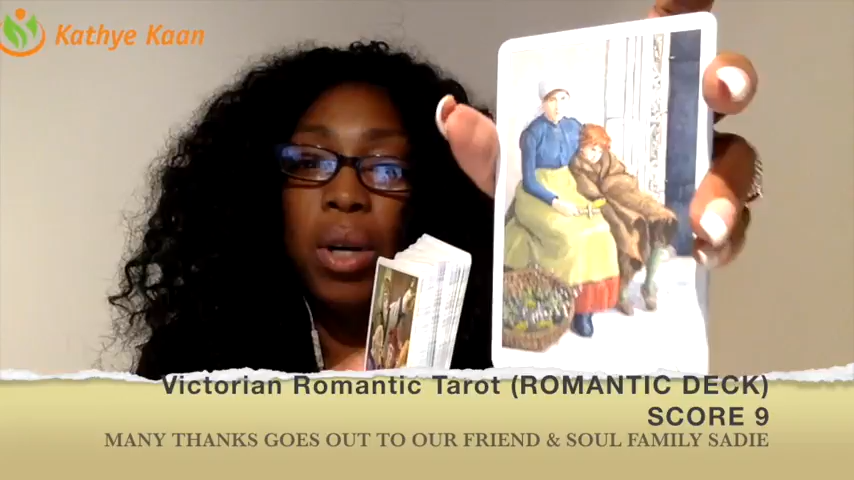 Kathye Kaan
Victorian Romantic Tarot (ROMANTIC DECK)
SCORE 9
MANY THANKS GOES OUT TO OUR FRIEND & SOUL FAMILY SADIE